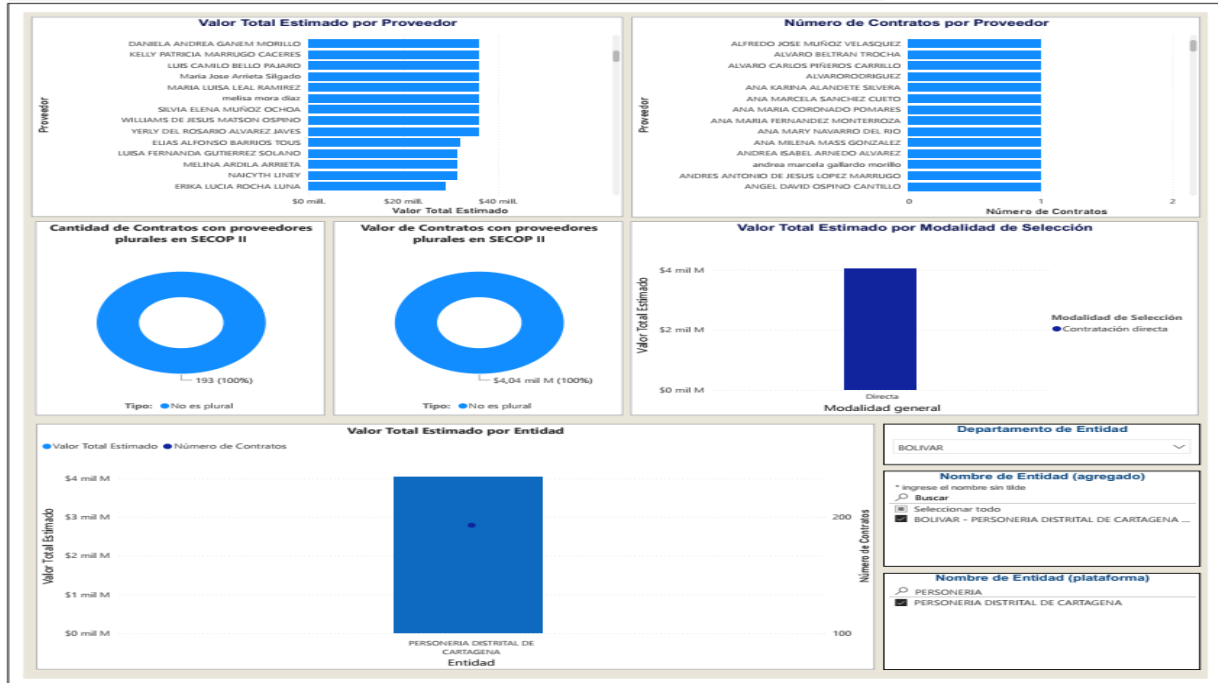 Valor Total Estimado por Proveedor
Proveedor
DANIELA ANDREA GANEM MORILLO
KELLY PATRICIA MARRUGO CACERES
LUIS CAMILO BELLO PAJARO
Maria Jose Arrieta Silgado
MARIA LUISA LEAL RAMIREZ
melisa mora diaz
SILVIA ELENA MUÑOZ OCHOA
WILLIAMS DE JESUS MATSON OSPINO
YERLY DEL ROSARIO ALVAREZ JAVES
ELIAS ALFONSO BARRIOS TOUS
LUISA FERNANDA GUTIERREZ SOLANO
MELINA ARDILA ARRIETA
NAICYTH LINEY
ERIKA LUCIA ROCHA LUNA
$0 mill. $20 mill. $40 mill.
Valor Total Estimado
Número de Contratos por Proveedor
Proveedor
ALFREDO JOSE MUÑOZ VELASQUEZ
ALVARO BELTRAN TROCHA
ALVARO CARLOS PIÑEROS CARRILLO
ALVARORODRIGUEZ
ANA KARINA ALANDETE SILVERA
ANA MARCELA SANCHEZ CUETO
ANA MARIA CORONADO POMARES
ANA MARIA FERNANDEZ MONTERROZA
ANA MARY NAVARRO DEL RIO
ANA MILENA MASS GONZALEZ
ANDREA ISABEL ARNEDO ALVAREZ
andrea marcela gallardo morillo
ANDRES ANTONIO DE JESUS LOPEZ MARRUGO
ANGEL DAVID OSPINO CANTILLO
0 1 2
Número de Contratos
Cantidad de Contratos con proveedores
plurales en SECOP II
193 (100%)
Tipo: No es plural
Valor de Contratos con proveedores
plurales en SECOP II
$4,04 mil M (100%)
Tipo: No es plural
Valor Total Estimado por Modalidad de Selección
Valor Total Estimado
$4 mil M
$2 mil M
$0 mil M
Directa
Modalidad general
Modalidad de Selección
Contratación directa
Valor Total Estimado por Entidad
Valor Total Estimado Número de Contratos
Valor Total Estimado
$4 mil M
$3 mil M
$2 mil M
$1 mil M
$0 mil M
200
100
Número de Contratos
PERSONERIA DISTRITAL DE
CARTAGENA
Entidad
Departamento de Entidad
BOLIVAR
Nombre de Entidad (agregado)
* ingrese el nombre sin tilde
Buscar
Seleccionar todo
BOLIVAR - PERSONERIA DISTRITAL DE CARTAGENA ...
Nombre de Entidad (plataforma)
PERSONERIA
PERSONERIA DISTRITAL DE CARTAGENA